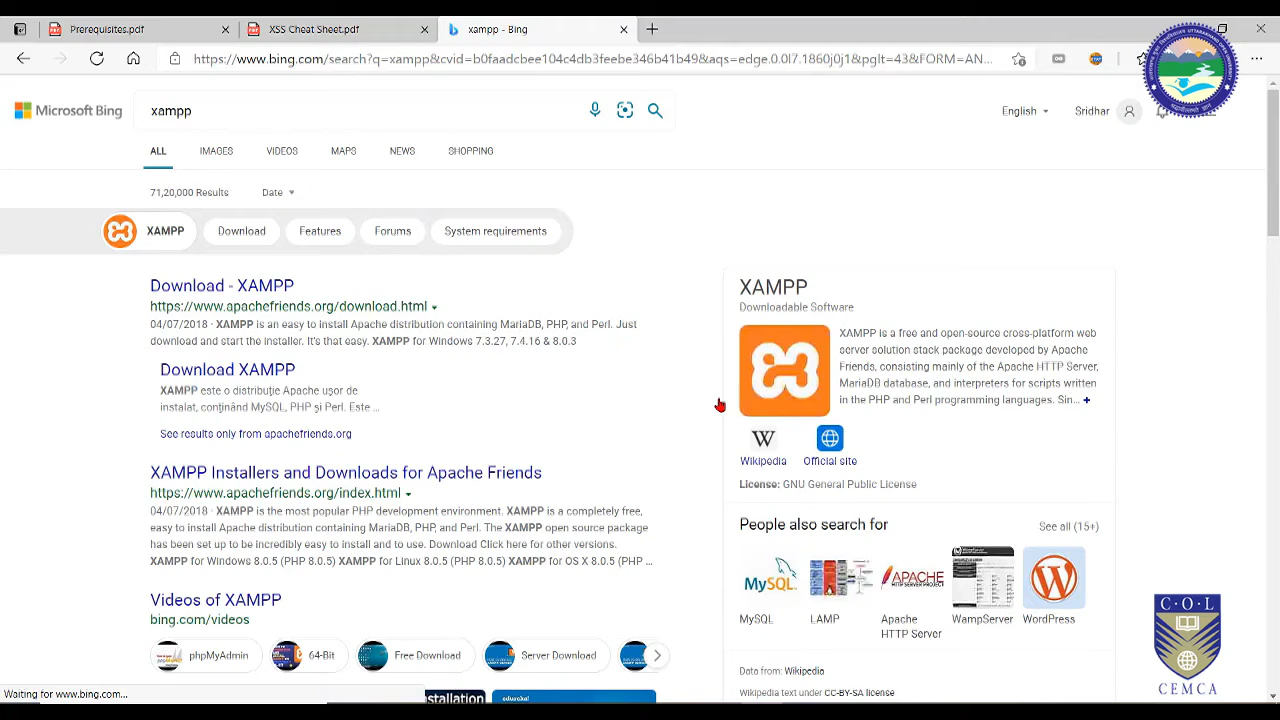 Prerequisites.pdf
XSS Cheat Sheet.pdf
xampp - Bing
https://www.bing.com/search?q=xampp&cvid=bfaadcbee104c4db3feebe346b41b49&aqs=edge.0.0l7.1860j0j1&pglt=43&FORM=AN...
Microsoft Bing
xampp
English
Sridhar
ALL
IMAGES
VIDEOS
MAPS
NEWS
SHOPPING
71,20,000 Results
Date
XAMPP
Download
Features
Forums
System requirements
Download - XAMPP
https://www.apachefriends.org/download.html
04/07/2018 · XAMPP is an easy to install Apache distribution containing MariaDB, PHP, and Perl. Just
download and start the installer. It's that easy. XAMPP for Windows 7.3.27, 7.4.16 & 8.0.3
Download XAMPP
XAMPP este o distribuție Apache ușor de
instalat, conținând MySQL, PHP și Perl. Este ...
See results only from apachefriends.org
XAMPP Installers and Downloads for Apache Friends
https://www.apachefriends.org/index.html
04/07/2018 · XAMPP is the most popular PHP development environment. XAMPP is a completely free,
easy to install Apache distribution containing MariaDB, PHP, and Perl. The XAMPP open source package
has been set up to be incredibly easy to install and to use. Download Click here for other versions.
XAMPP for Windows 0.5) XAMPP for Linux 8.0.5 (PHP 8.0.5) XAMPP for OS X 8.0.5 (PHP ...
Videos of XAMPP
bing.com/videos
phpMyAdmin
64-Bit
Free Download
Server Download
Waiting for www.bing.com...
nstallation
edureka!
XAMPP
Downloadable Software
XAMPP is a free and open-source cross-platform web
server solution stack package developed by Apache
Friends, consisting mainly of the Apache HTTP Server,
MariaDB database, and interpreters for scripts written
in the PHP and Perl programming languages. Sin... +
W
Wikipedia
Official site
License: GNU General Public License
People also search for
See all (15+)
MySQL
APACHE
MySQL
LAMP
Apache
HTTP Server
WampServer
WordPress
Data from: Wikipedia
Wikipedia text under CC-BY-SA license
C·O·L
CEMCA